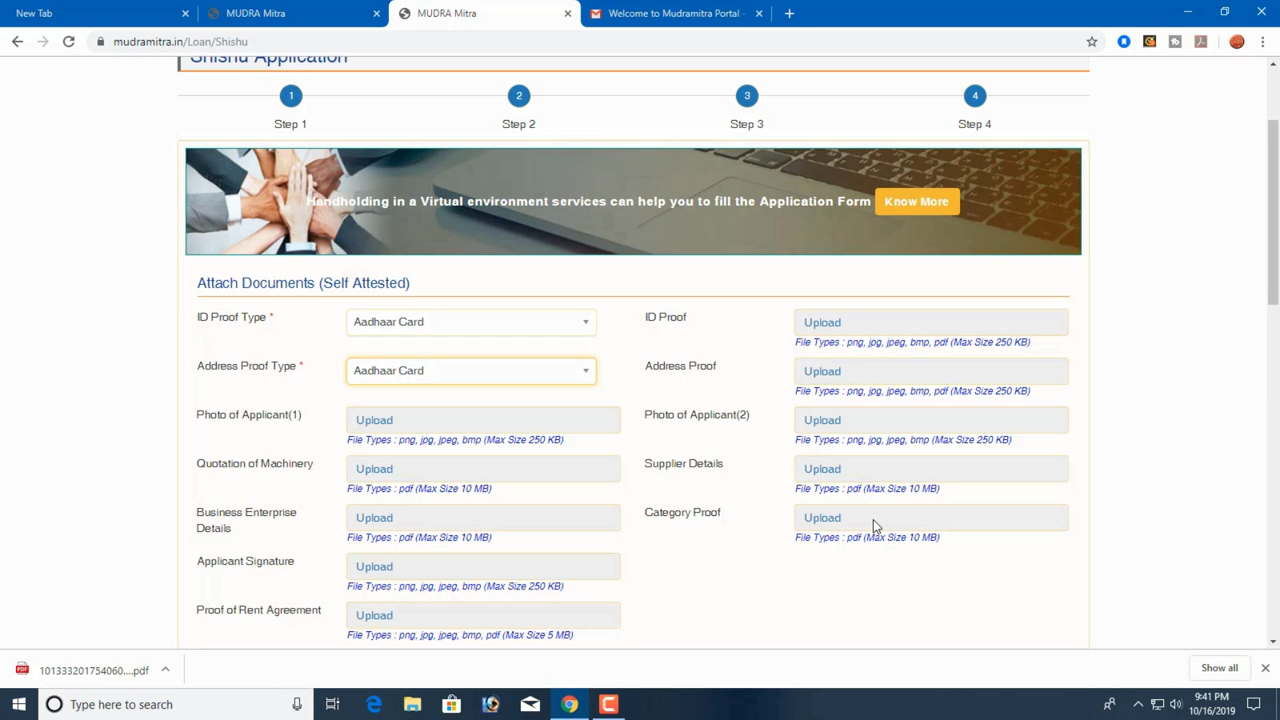 New Tab
MUDRA Mitra
MUDRA Mitra
Welcome to Mudramitra Portal -
mudramitra.in/Loan/Shishu
Shishu Application
1
2
3
4
Step 1
Step 2
Step 3
Step 4
Handholding in a Virtual environment services can help you to fill the Application Form
Know More
Attach Documents (Self Attested)
ID Proof Type *
Aadhaar Card
ID Proof
Upload
File Types : png, jpg, jpeg, bmp, pdf (Max Size 250 KB)
Address Proof Type *
Aadhaar Card
Address Proof
Upload
File Types : png, jpg, jpeg, bmp, pdf (Max Size 250 KB)
Photo of Applicant(1)
Upload
File Types : png, jpg, jpeg, bmp (Max Size 250 KB)
Photo of Applicant(2)
Upload
File Types : png, jpg, jpeg, bmp (Max Size 250 KB)
Quotation of Machinery
Upload
File Types : pdf (Max Size 10 MB)
Supplier Details
Upload
File Types : pdf (Max Size 10 MB)
Business Enterprise
Details
Upload
File Types : pdf (Max Size 10 MB)
Category Proof
Upload
File Types : pdf (Max Size 10 MB)
Applicant Signature
Upload
File Types : png, jpg, jpeg, bmp (Max Size 250 KB)
Proof of Rent Agreement
Upload
File Types : png, jpg, jpeg, bmp, pdf (Max Size 5 MB)
101333201754060....pdf
Show all
Type here to search
9:41 PM
10/16/2019